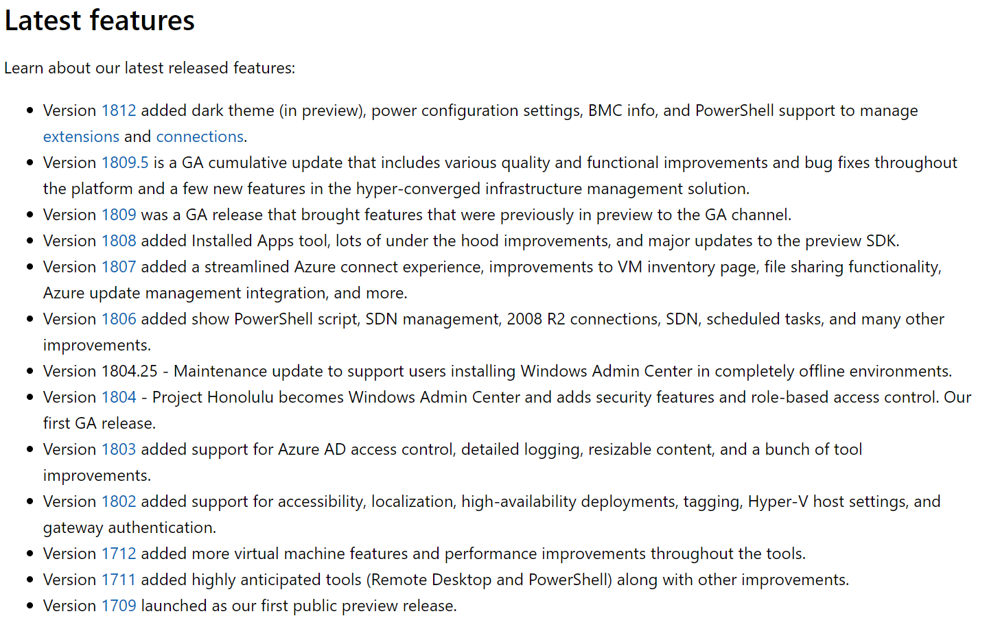 Latest features
Learn about our latest released features:
• Version 1812 added dark theme (in preview), power configuration settings, BMC info, and PowerShell support to manage
extensions and connections.
• Version 1809.5 is a GA cumulative update that includes various quality and functional improvements and bug fixes throughout
the platform and a few new features in the hyper-converged infrastructure management solution.
• Version 1809 was a GA release that brought features that were previously in preview to the GA channel.
• Version 1808 added Installed Apps tool, lots of under the hood improvements, and major updates to the preview SDK.
• Version 1807 added a streamlined Azure connect experience, improvements to VM inventory page, file sharing functionality,
Azure update management integration, and more.
• Version 1806 added show PowerShell script, SDN management, 2008 R2 connections, SDN, scheduled tasks, and many other
improvements.
• Version 1804.25 - Maintenance update to support users installing Windows Admin Center in completely offline environments.
• Version 1804 - Project Honolulu becomes Windows Admin Center and adds security features and role-based access control. Our
first GA release.
• Version 1803 added support for Azure AD access control, detailed logging, resizable content, and a bunch of tool
improvements.
• Version 1802 added support for accessibility, localization, high-availability deployments, tagging, Hyper-V host settings, and
gateway authentication.
• Version 1712 added more virtual machine features and performance improvements throughout the tools.
• Version 1711 added highly anticipated tools (Remote Desktop and PowerShell) along with other improvements.
• Version 1709 launched as our first public preview release.